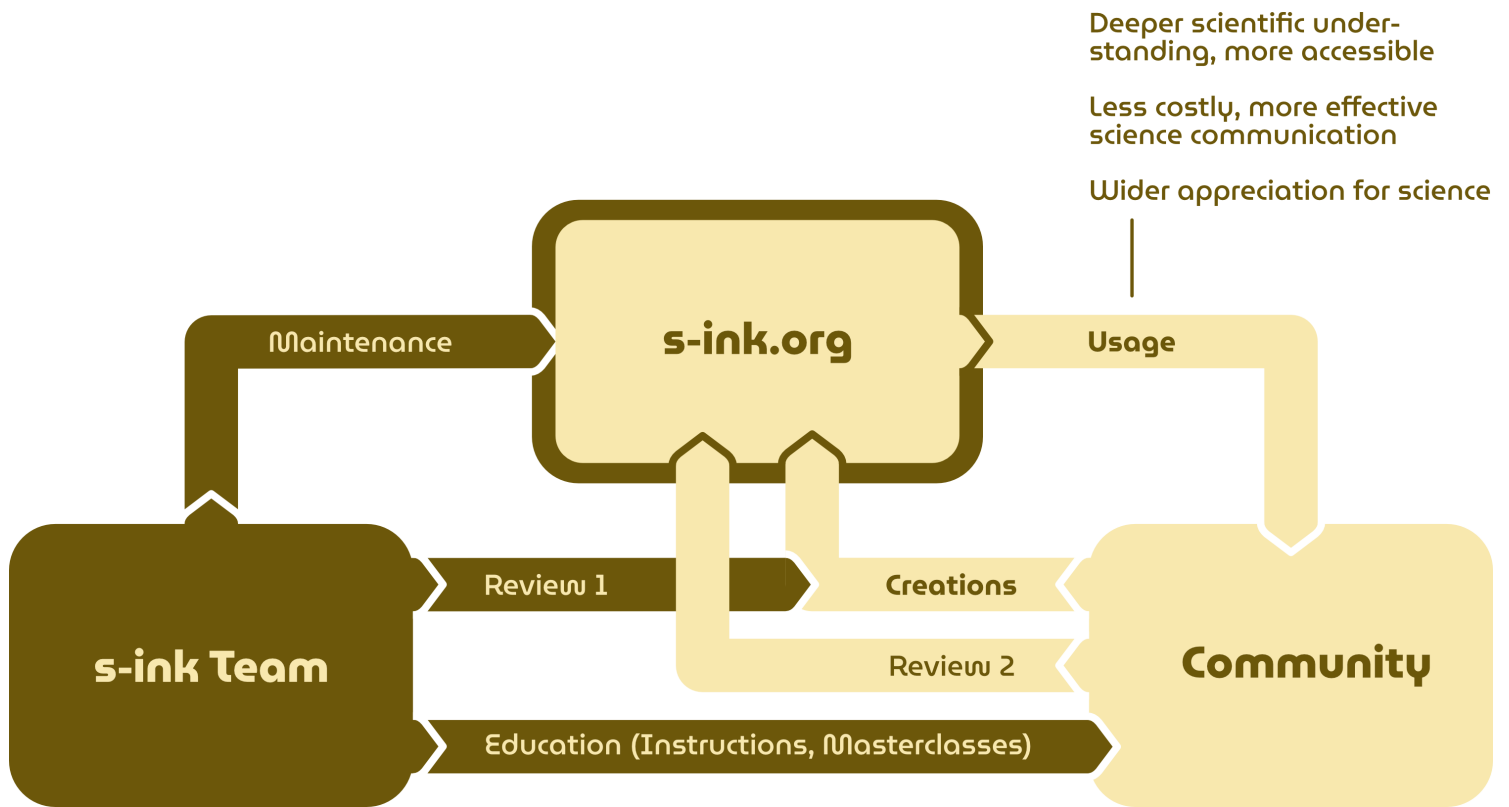 Deeper scientific under-
standing, more accessible
Less costly, more effective
science communication
Wider appreciation for science
Maintenance
s-ink.org
Usage
Review 1
Creations
s-ink Team
Review 2
Community
Education (Instructions, Masterclasses)